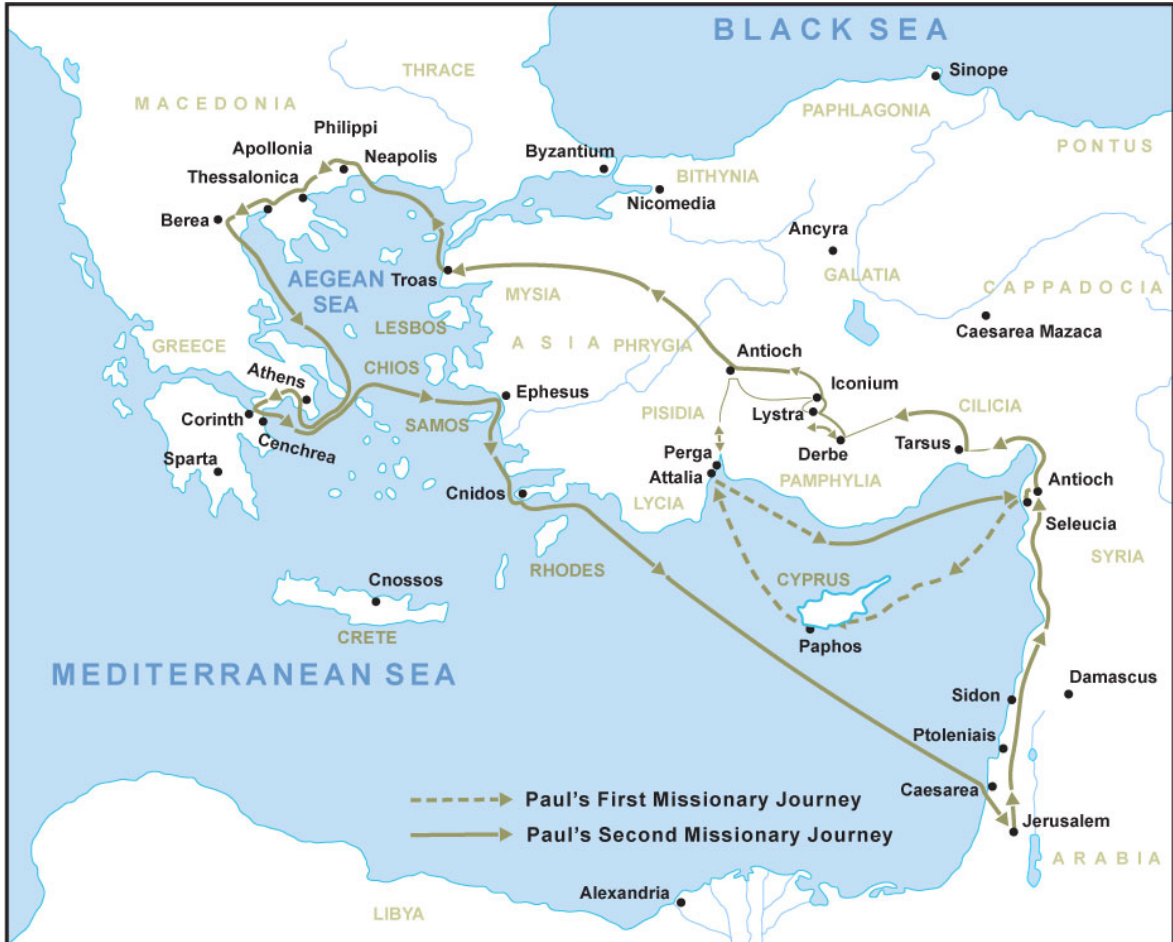 BLACK SEA
Sinope
THRACE
PAPHLAGONIA
MACEDONIA
Philippi
PONTUS
Apollonia
Neapolis
Byzantium
BITHYNIA
Thessalonica
Nicomedia
Berea
Ancyra
AEGEAN
SEA
Troas
GALATIA
MYSIA
CAPPADOCIA
LESBOS
Caesarea Mazaca
ASIA
GREECE
PHRYGIA
Antioch
CHIOS
Athens
Iconium
Ephesus
Lystra
CILICIA
Corinth
PISIDIA
SAMOS
Cenchrea
Derbe
Tarsus
Sparta
Perga
Attalia
PAMPHYLIA
Antioch
Cnidos
LYCIA
Seleucia
SYRIA
RHODES
CYPRUS
Cnossos
CRETE
Paphos
MEDITERRANEAN SEA
Damascus
Sidon
Ptoleniais
Caesarea
Paul's First Missionary Journey
Jerusalem
Paul's Second Missionary Journey
ARABIA
Alexandria
LIBYA